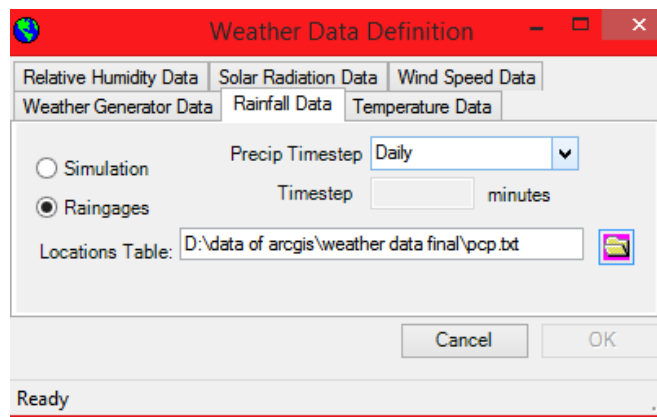 Weather Data Definition
Relative Humidity Data Solar Radiation Data Wind Speed Data
Weather Generator Data Rainfall Data Temperature Data
Simulation Precip Timestep Daily
Raingages Timestep minutes
Locations Table: D:\data of arcgis\weather data final\pcp.txt
Cancel OK
Ready